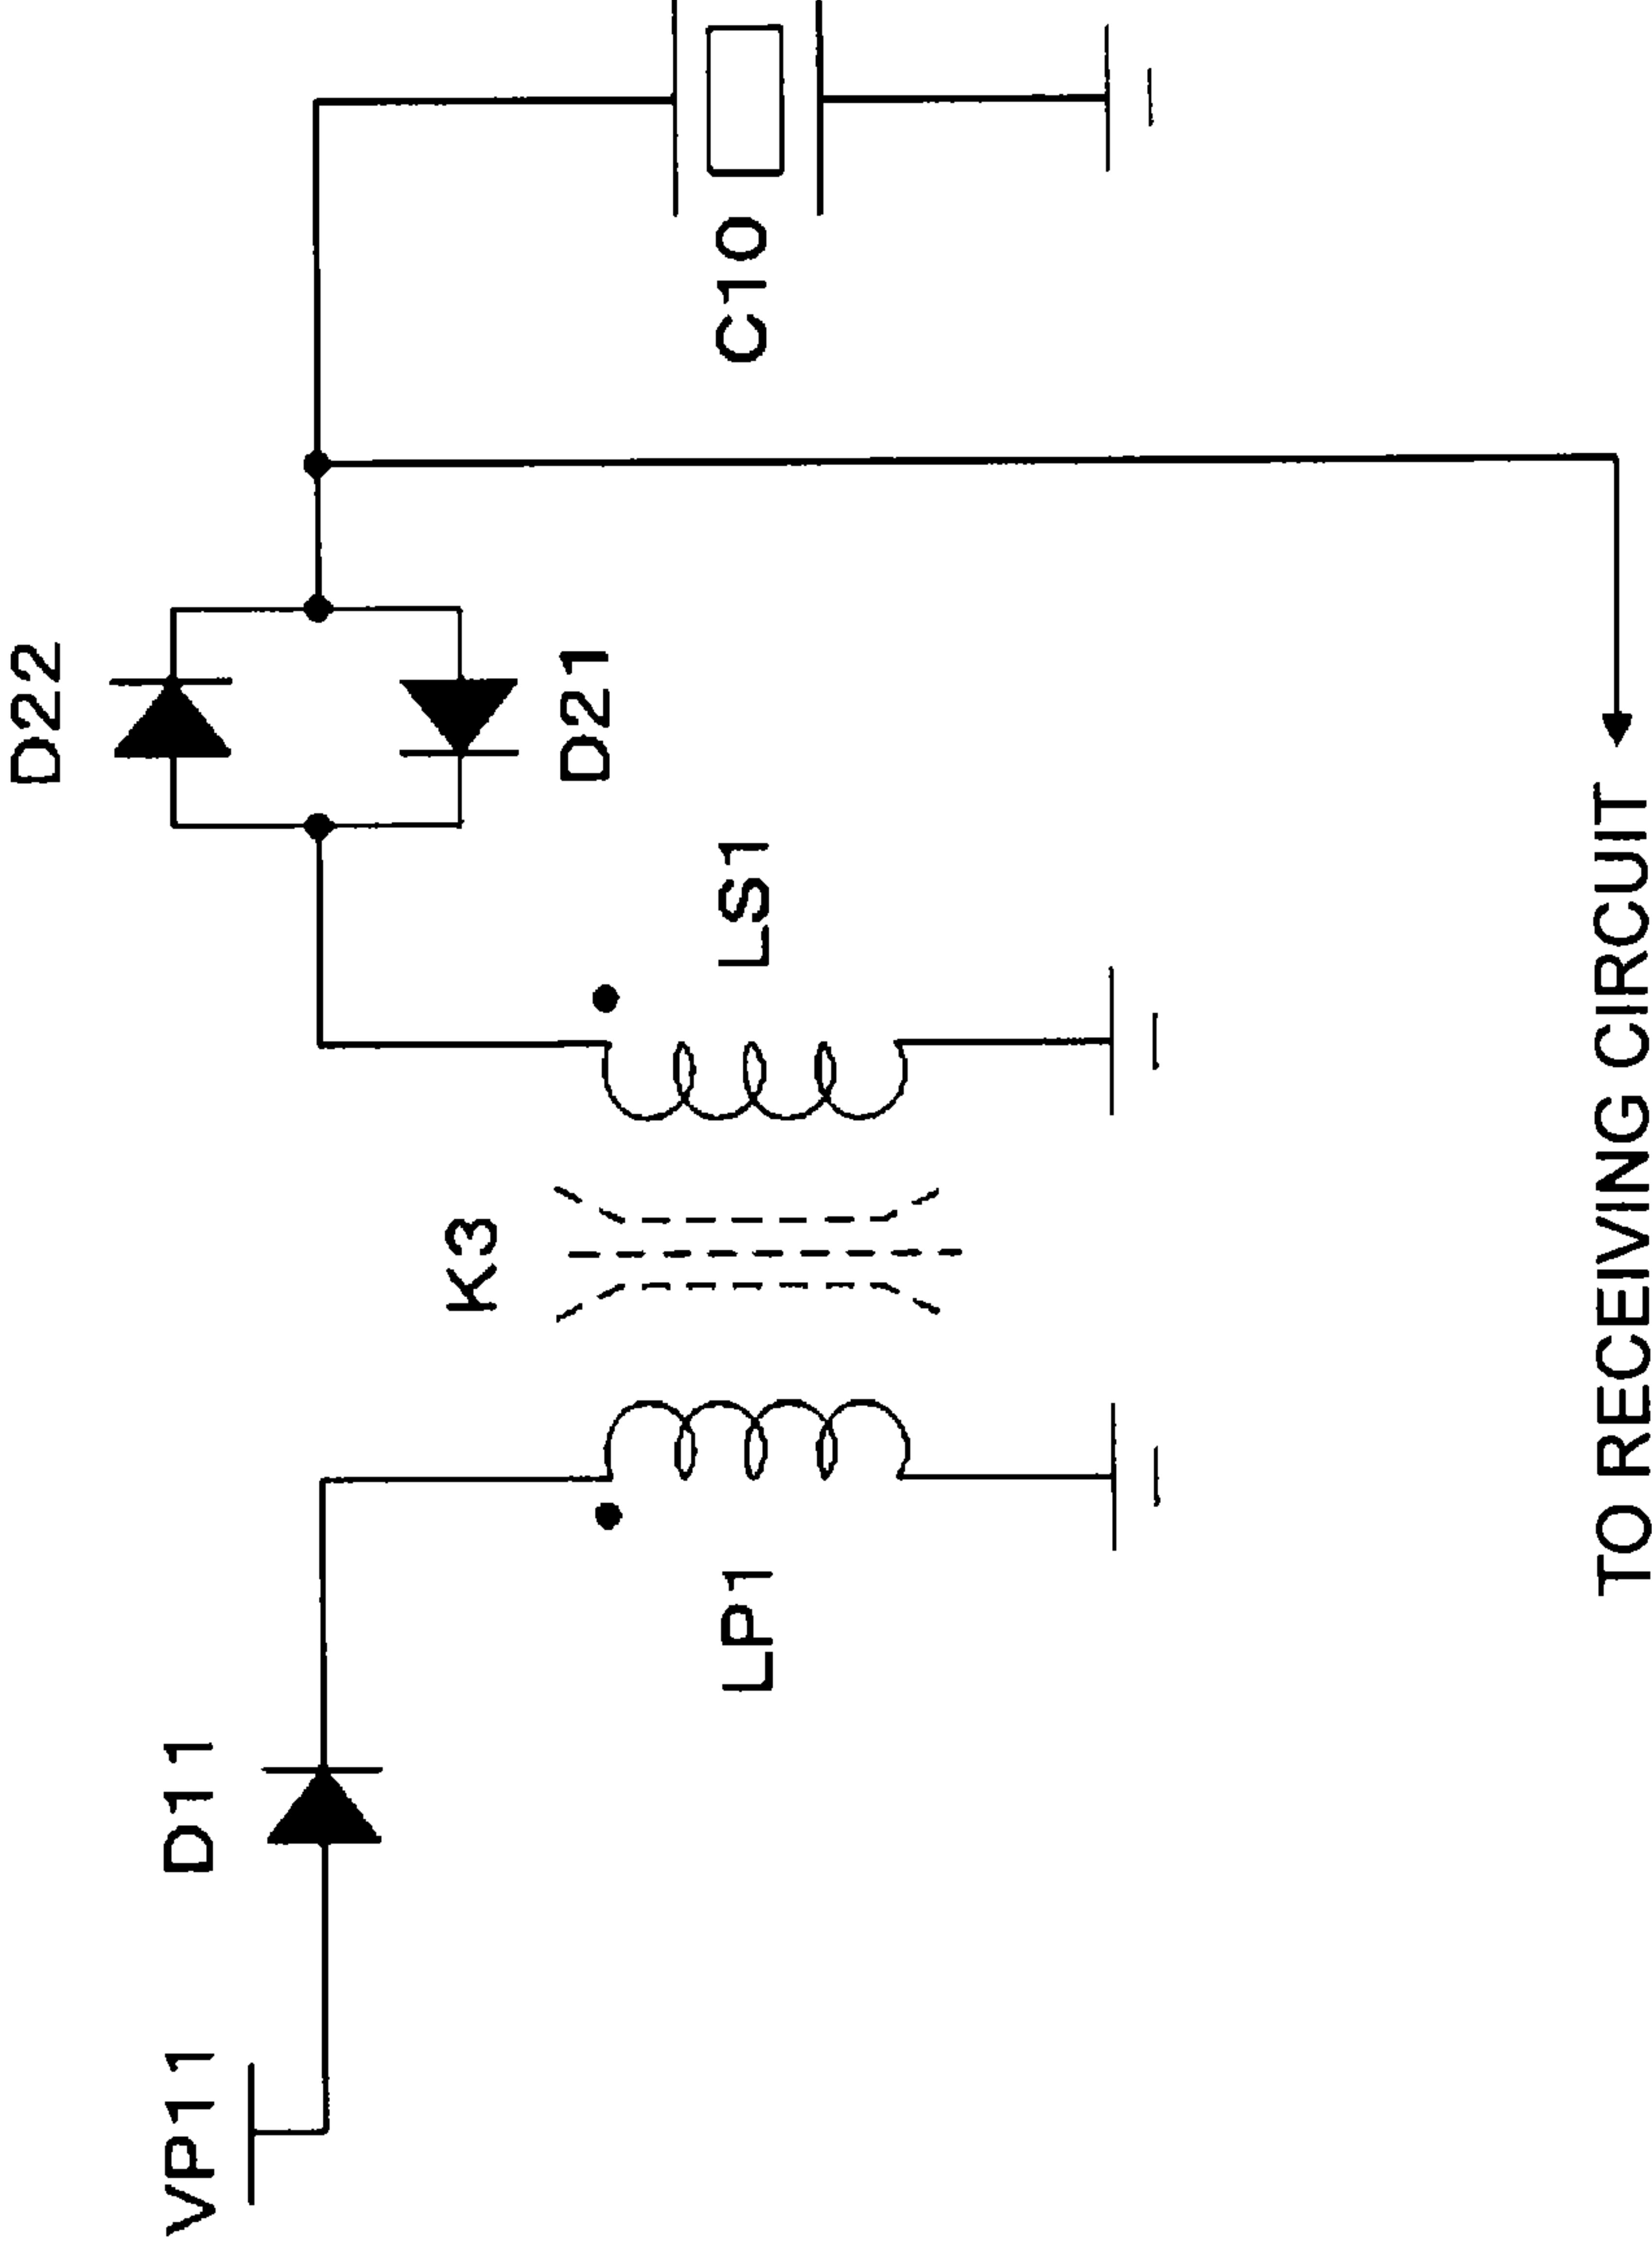 VP11
D11
LP1
K3
LS1
D22
D21
C10
TO RECEIVING CIRCUIT